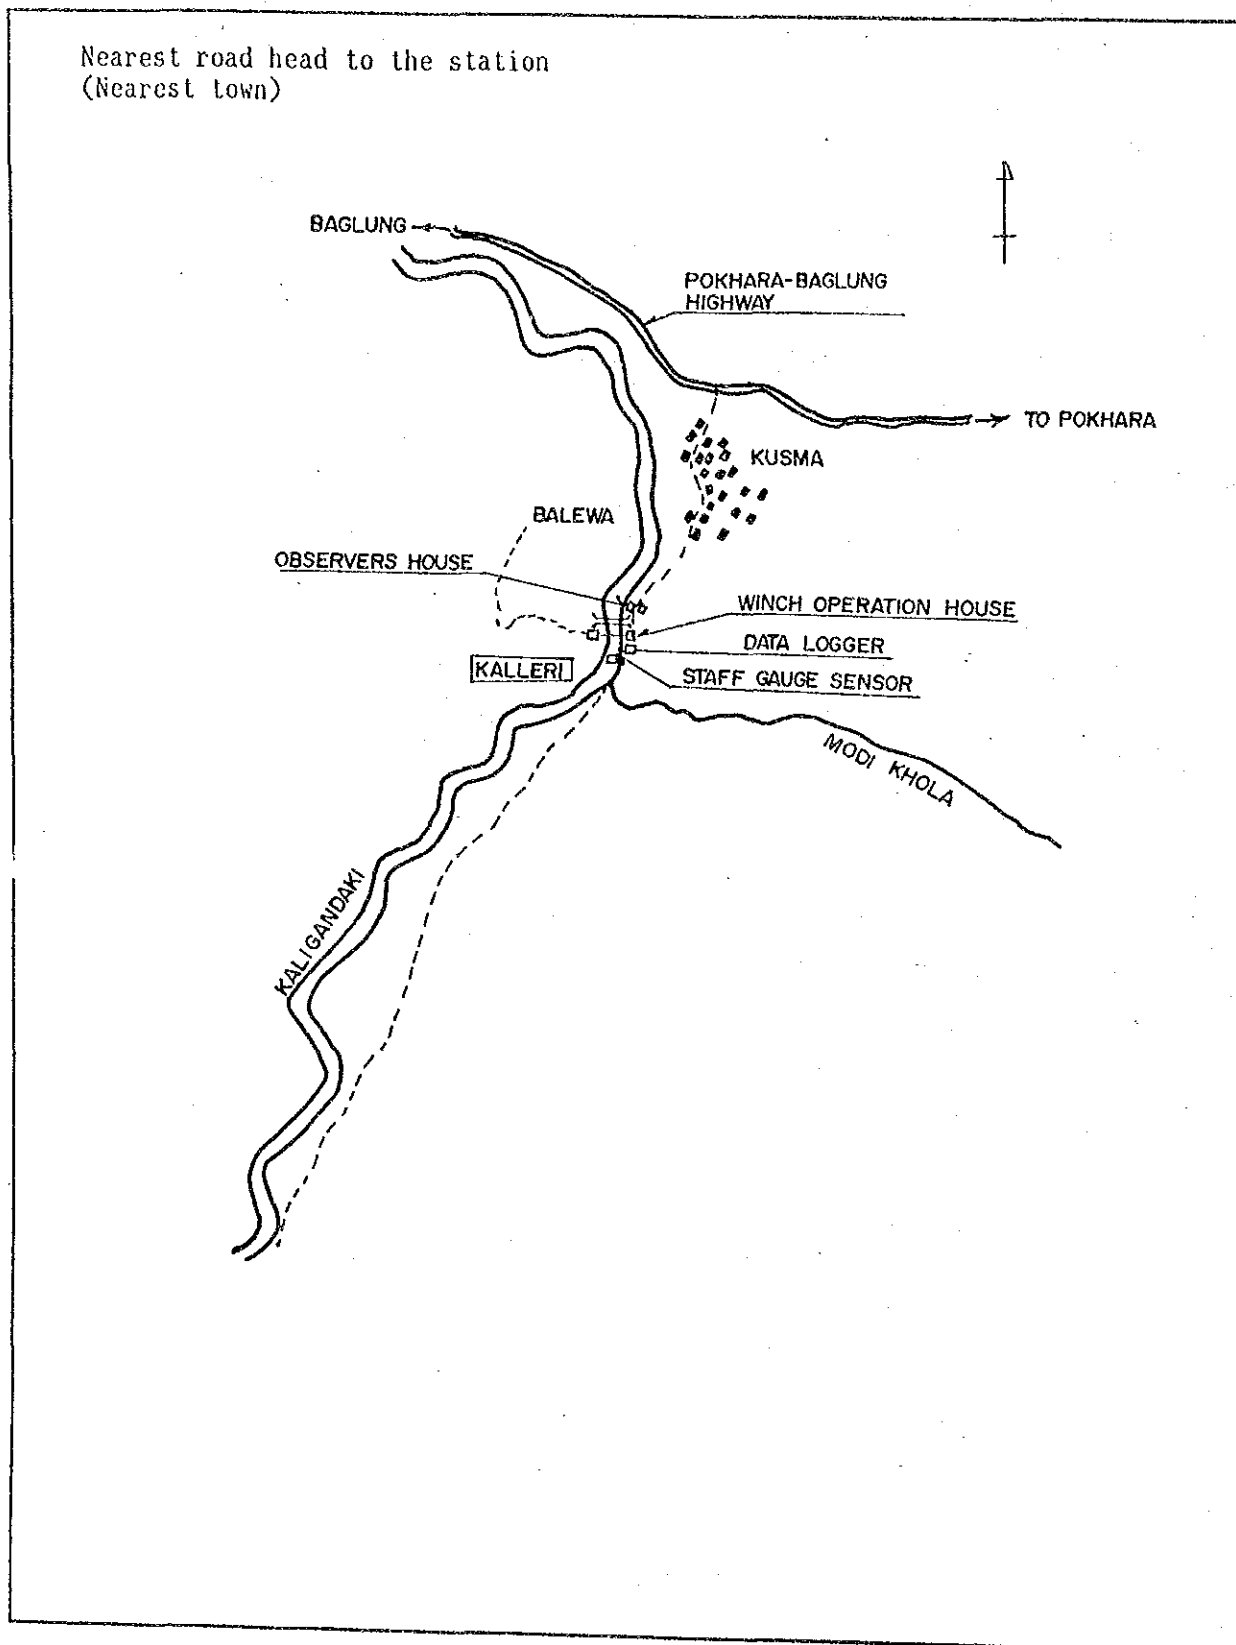 Nearest road head to the station
(Nearest town)
BAGLUNG
POKHARA-BAGLUNG
HIGHWAY
TO POKHARA
KUSMA
BALEWA
OBSERVERS HOUSE
WINCH OPERATION HOUSE
DATA LOGGER
KALLERI
STAFF GAUGE SENSOR
MODI KHOLA
KALIGANDAKI